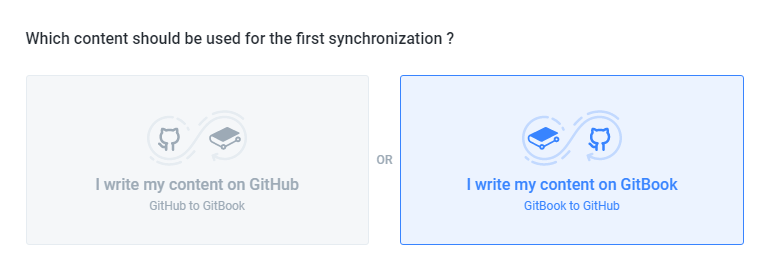 Which content should be used for the first synchronization ?
I write my content on GitHub
GitHub to GitBook
OR
I write my content on GitBook
GitBook to GitHub